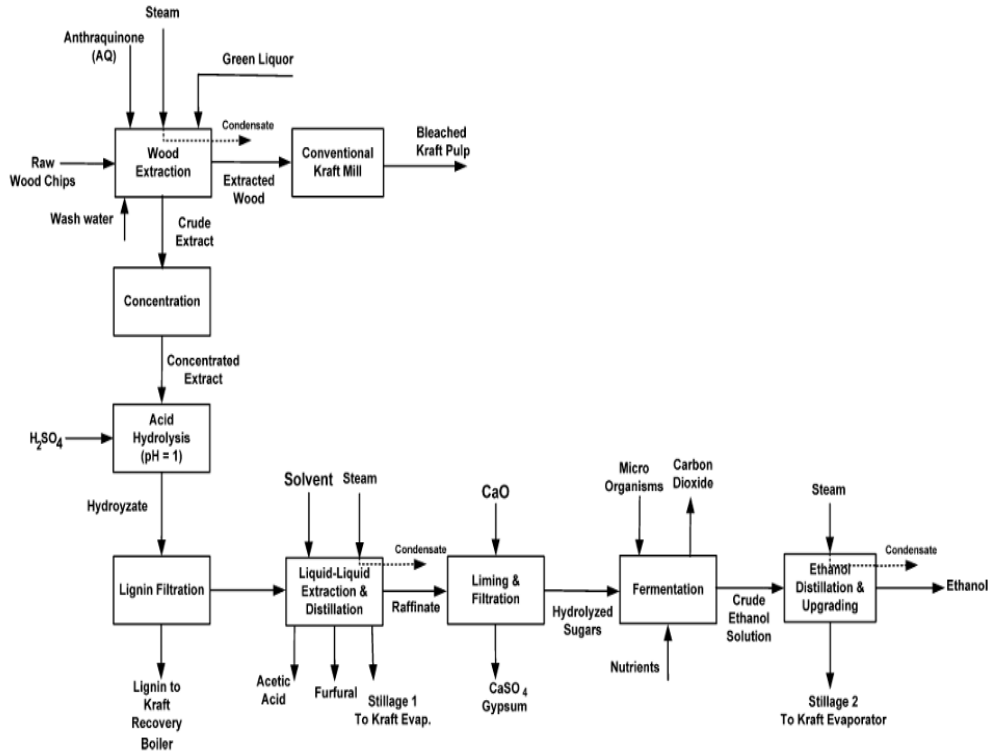 Steam
Anthraquinone
(AQ)
Green Liquor
Condensate
Bleached
Kraft Pulp
Wood
Extraction
Conventional
Kraft Mill
Raw
Wood Chips
Extracted
Wood
Wash water
Crude
Extract
Concentration
Concentrated
Extract
Acid
Hydrolysis
(pH = 1)
H₂SO₄
Hydroyzate
Solvent
Steam
CaO
Micro
Organisms
Carbon
Dioxide
Steam
Condensate
Condensate
Lignin Filtration
Liquid-Liquid
Extraction &
Distillation
Raffinate
Liming &
Filtration
Hydrolyzed
Sugars
Fermentation
Crude
Ethanol
Solution
Ethanol
Distillation &
Upgrading
Ethanol
Lignin to
Kraft
Recovery
Boiler
Acetic
Acid
Furfural
Stillage 1
To Kraft Evap.
CaSO₄
Gypsum
Nutrients
Stillage 2
To Kraft Evaporator